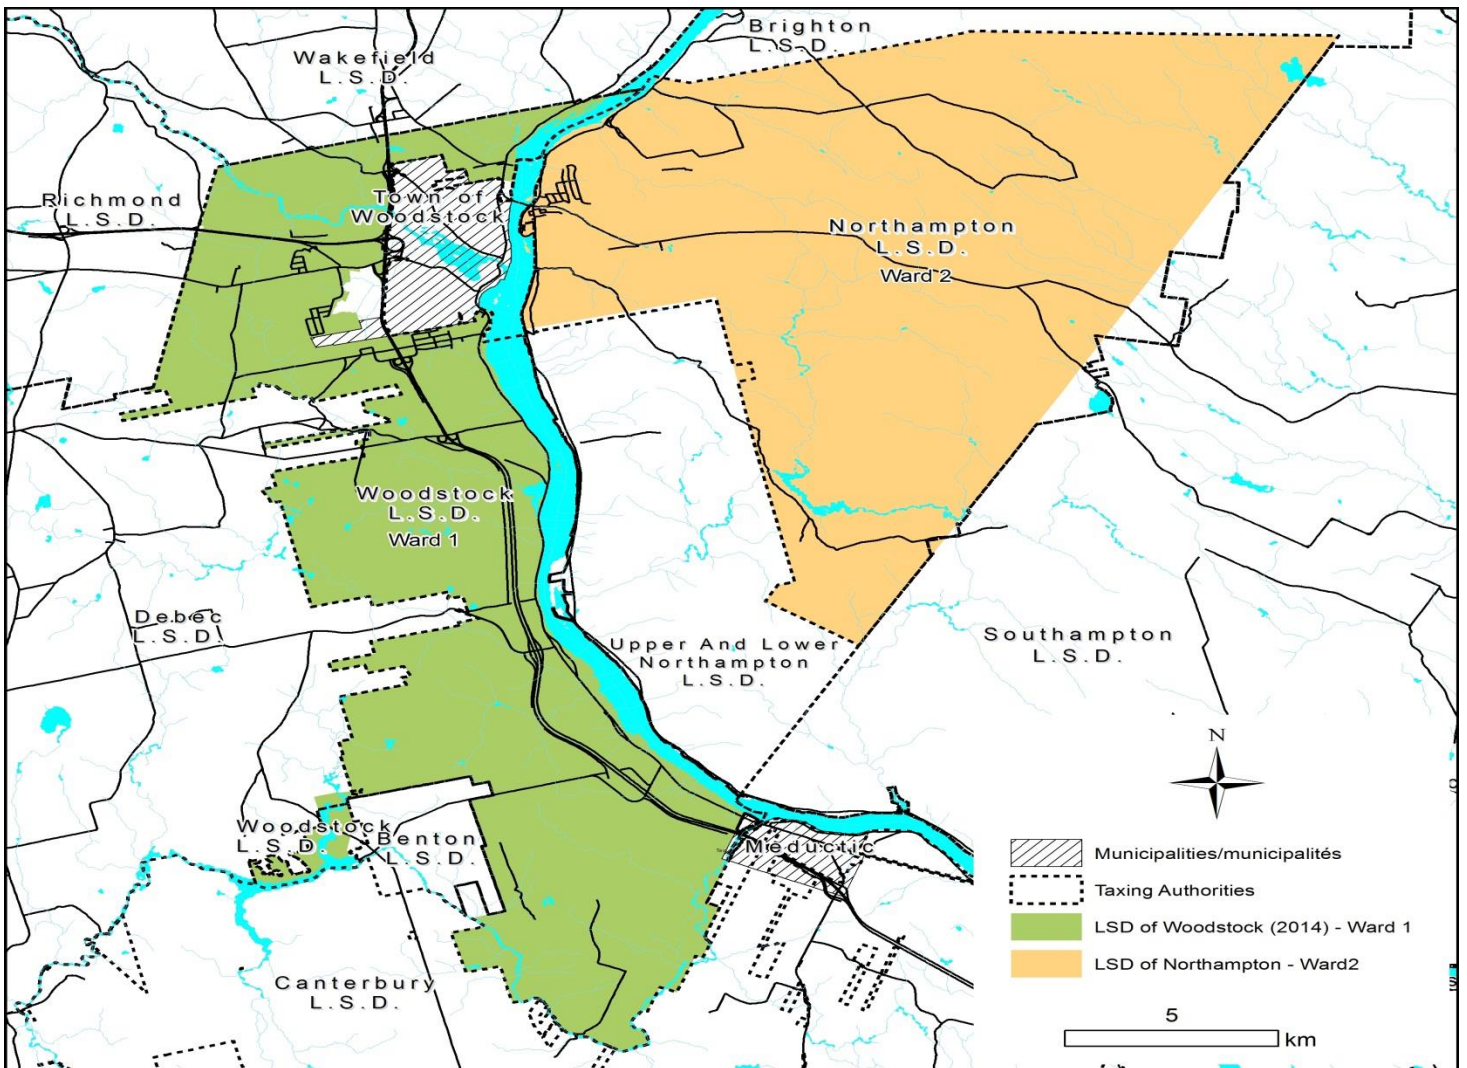 Brighton
L.S.D.
Wakefield
L.S.D.
Richmond
L.S.D.
Town of
Woodstock
Northampton
L.S.D.
Ward 2
Woodstock
L.S.D.
Ward 1
Debec
L.S.D.
Upper And Lower
Northampton
L.S.D.
Southampton
L.S.D.
N
Woodstock
L.S.D.
Benton
L.S.D.
Meductic
Canterbury
L.S.D.
Municipalities/municipalités
Taxing Authorities
LSD of Woodstock (2014) - Ward 1
LSD of Northampton - Ward2
5
km